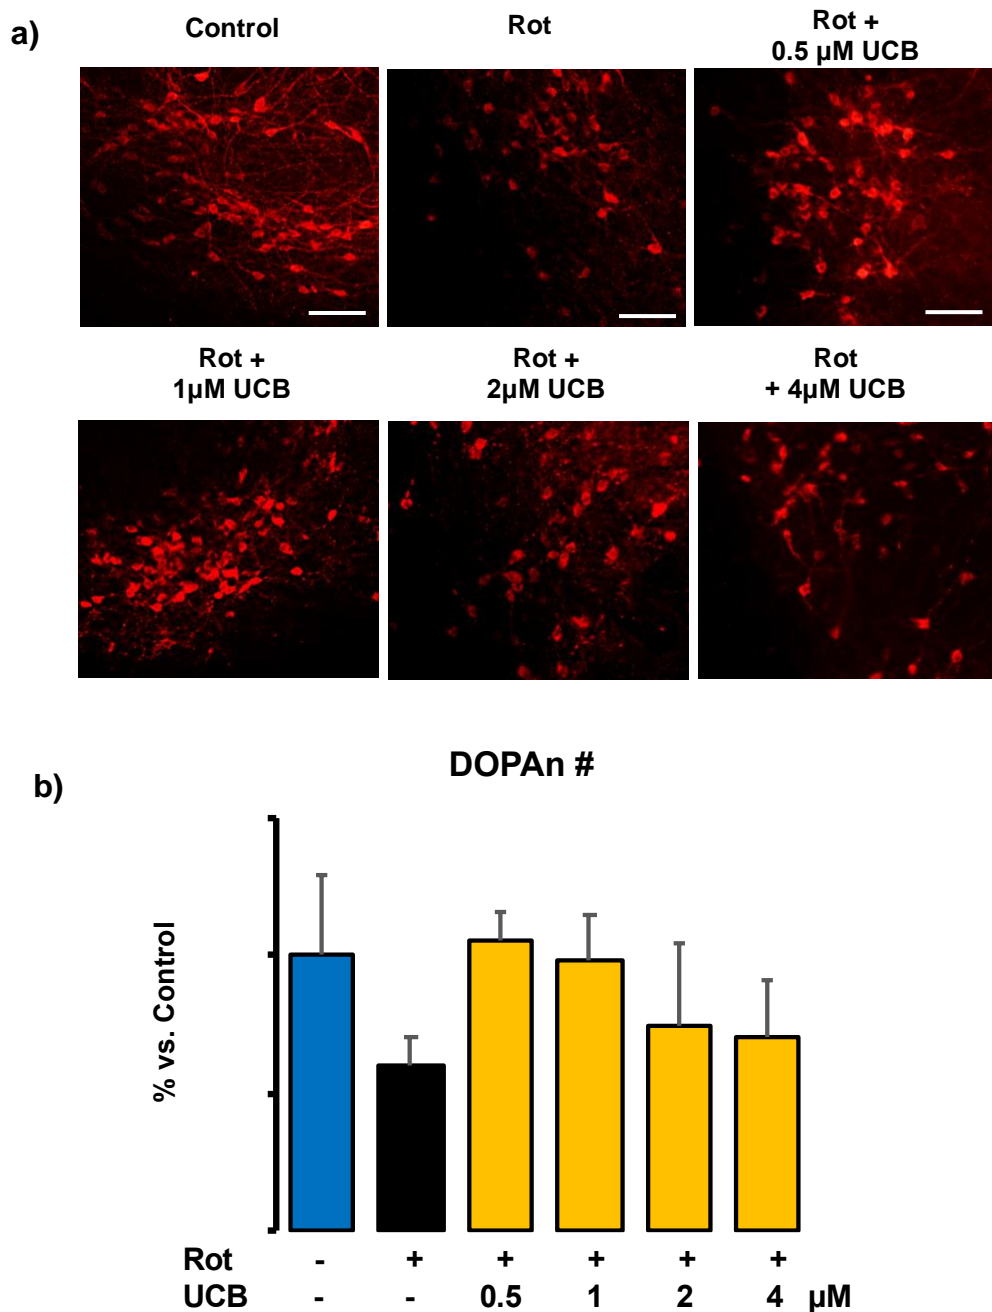 a)
Control
Rot
Rot +
0.5 µM UCB
Rot +
1µM UCB
Rot +
2µM UCB
Rot
+ 4µM UCB
b)
DOPAn #
% vs. Control
Rot - + + + + +
UCB - - 0.5 1 2 4 µM